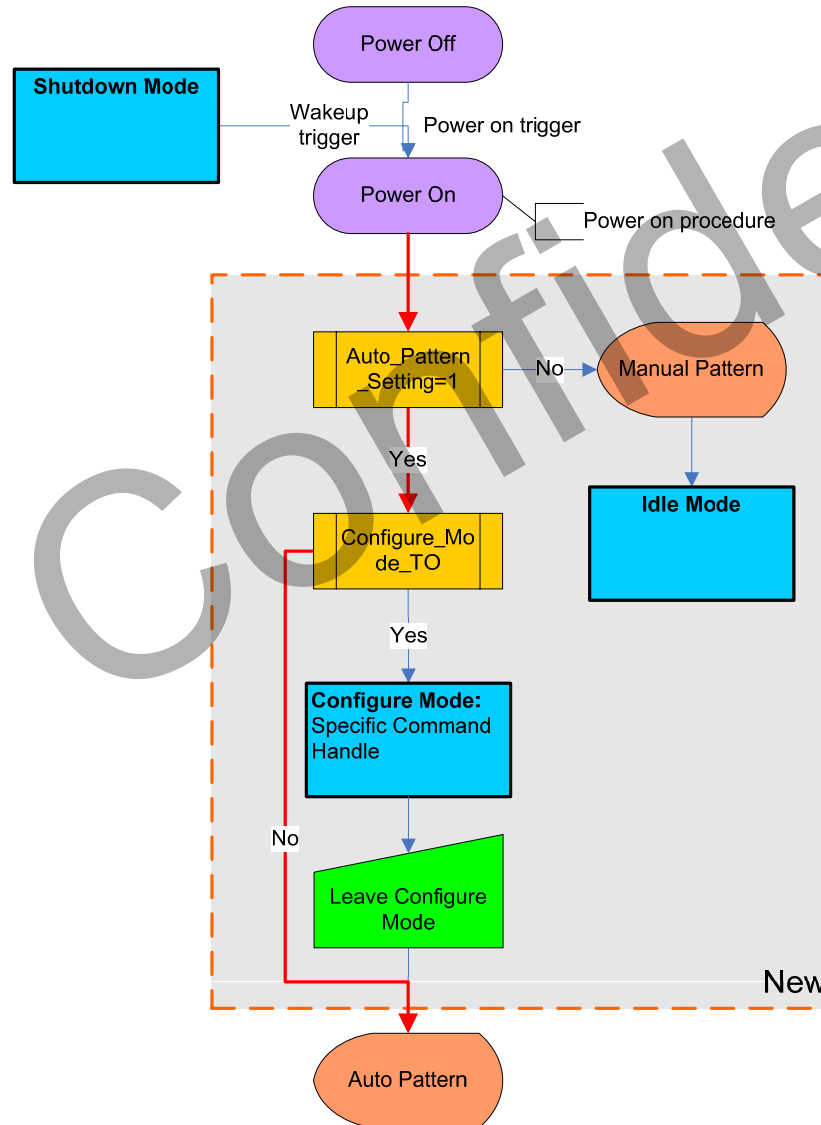 Power Off
Shutdown Mode
Wakeup
trigger
Power on trigger
Power On
Power on procedure
Auto_Pattern
_Setting=1
No
Manual Pattern
Yes
Idle Mode
Configure_Mo
de_TO
Yes
Configure Mode:
Specific Command
Handle
No
Leave Configure
Mode
New
Auto Pattern
Confide